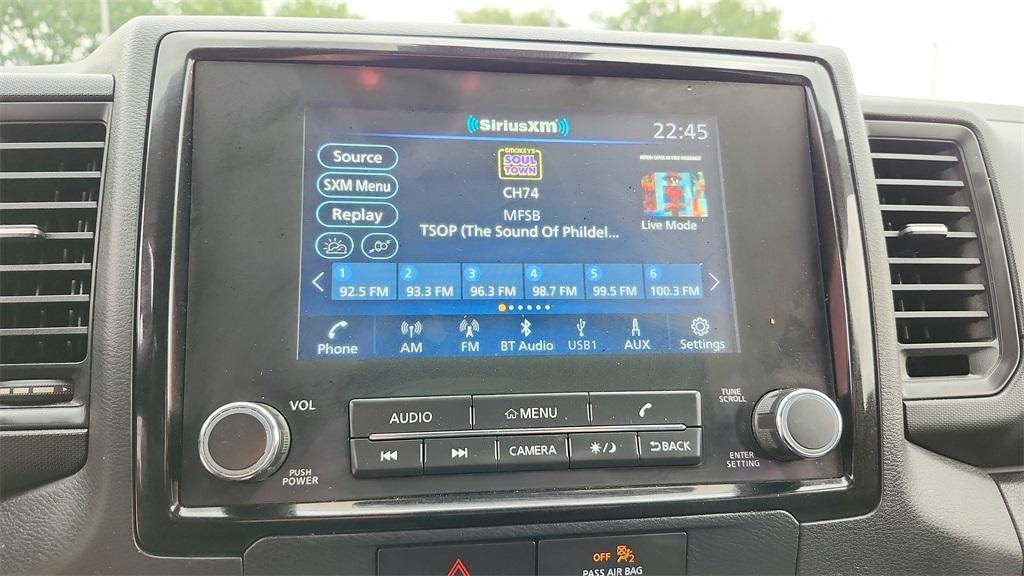 SiriusXM
22:45
Source
SMOKEY'S
SOUL
TOWN
SXM Menu
CH74
Replay
MFSB
TSOP (The Sound Of Phildel...
Live Mode
1 2 3 4 5 6
92.5 FM 93.3 FM 96.3 FM 98.7 FM 99.5 FM 100.3 FM
Phone AM FM BT Audio USB1 AUX Settings
VOL
AUDIO MENU
TUNE
SCROLL
CAMERA BACK
PUSH
POWER
ENTER
SETTING
OFF 2
PASS AIR BAG